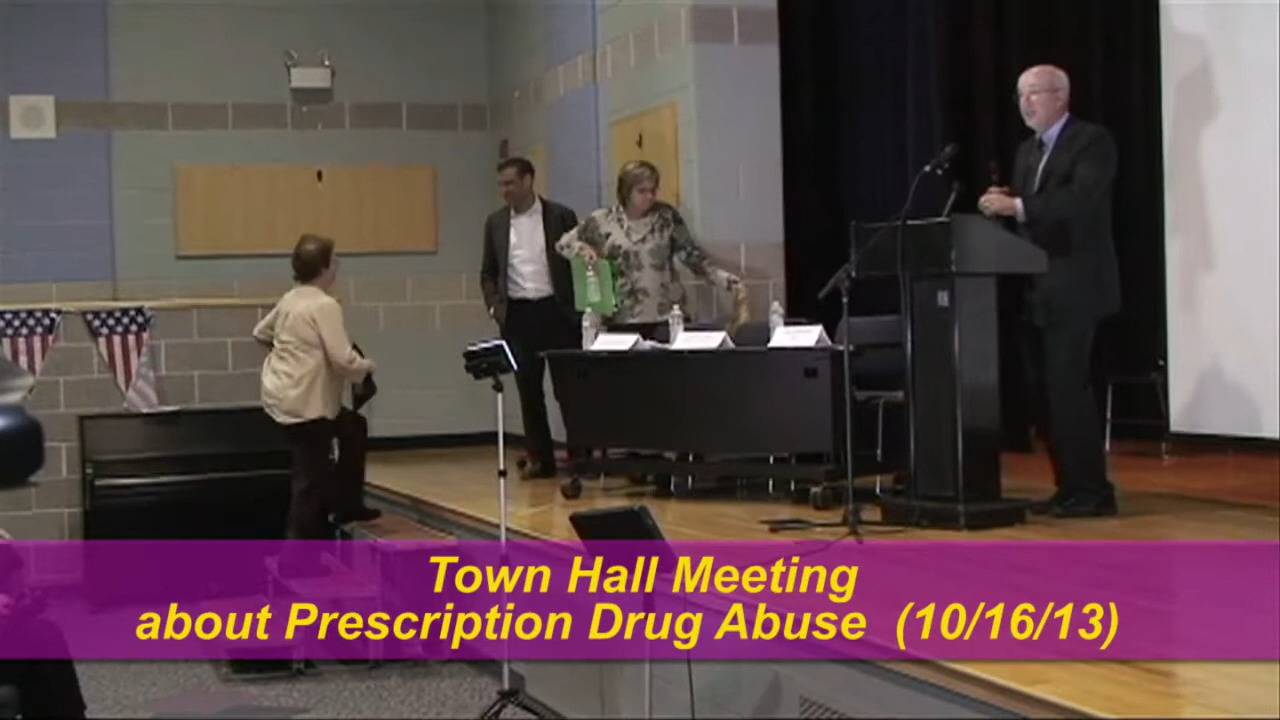 Town Hall Meeting
about Prescription Drug Abuse (10/16/13)